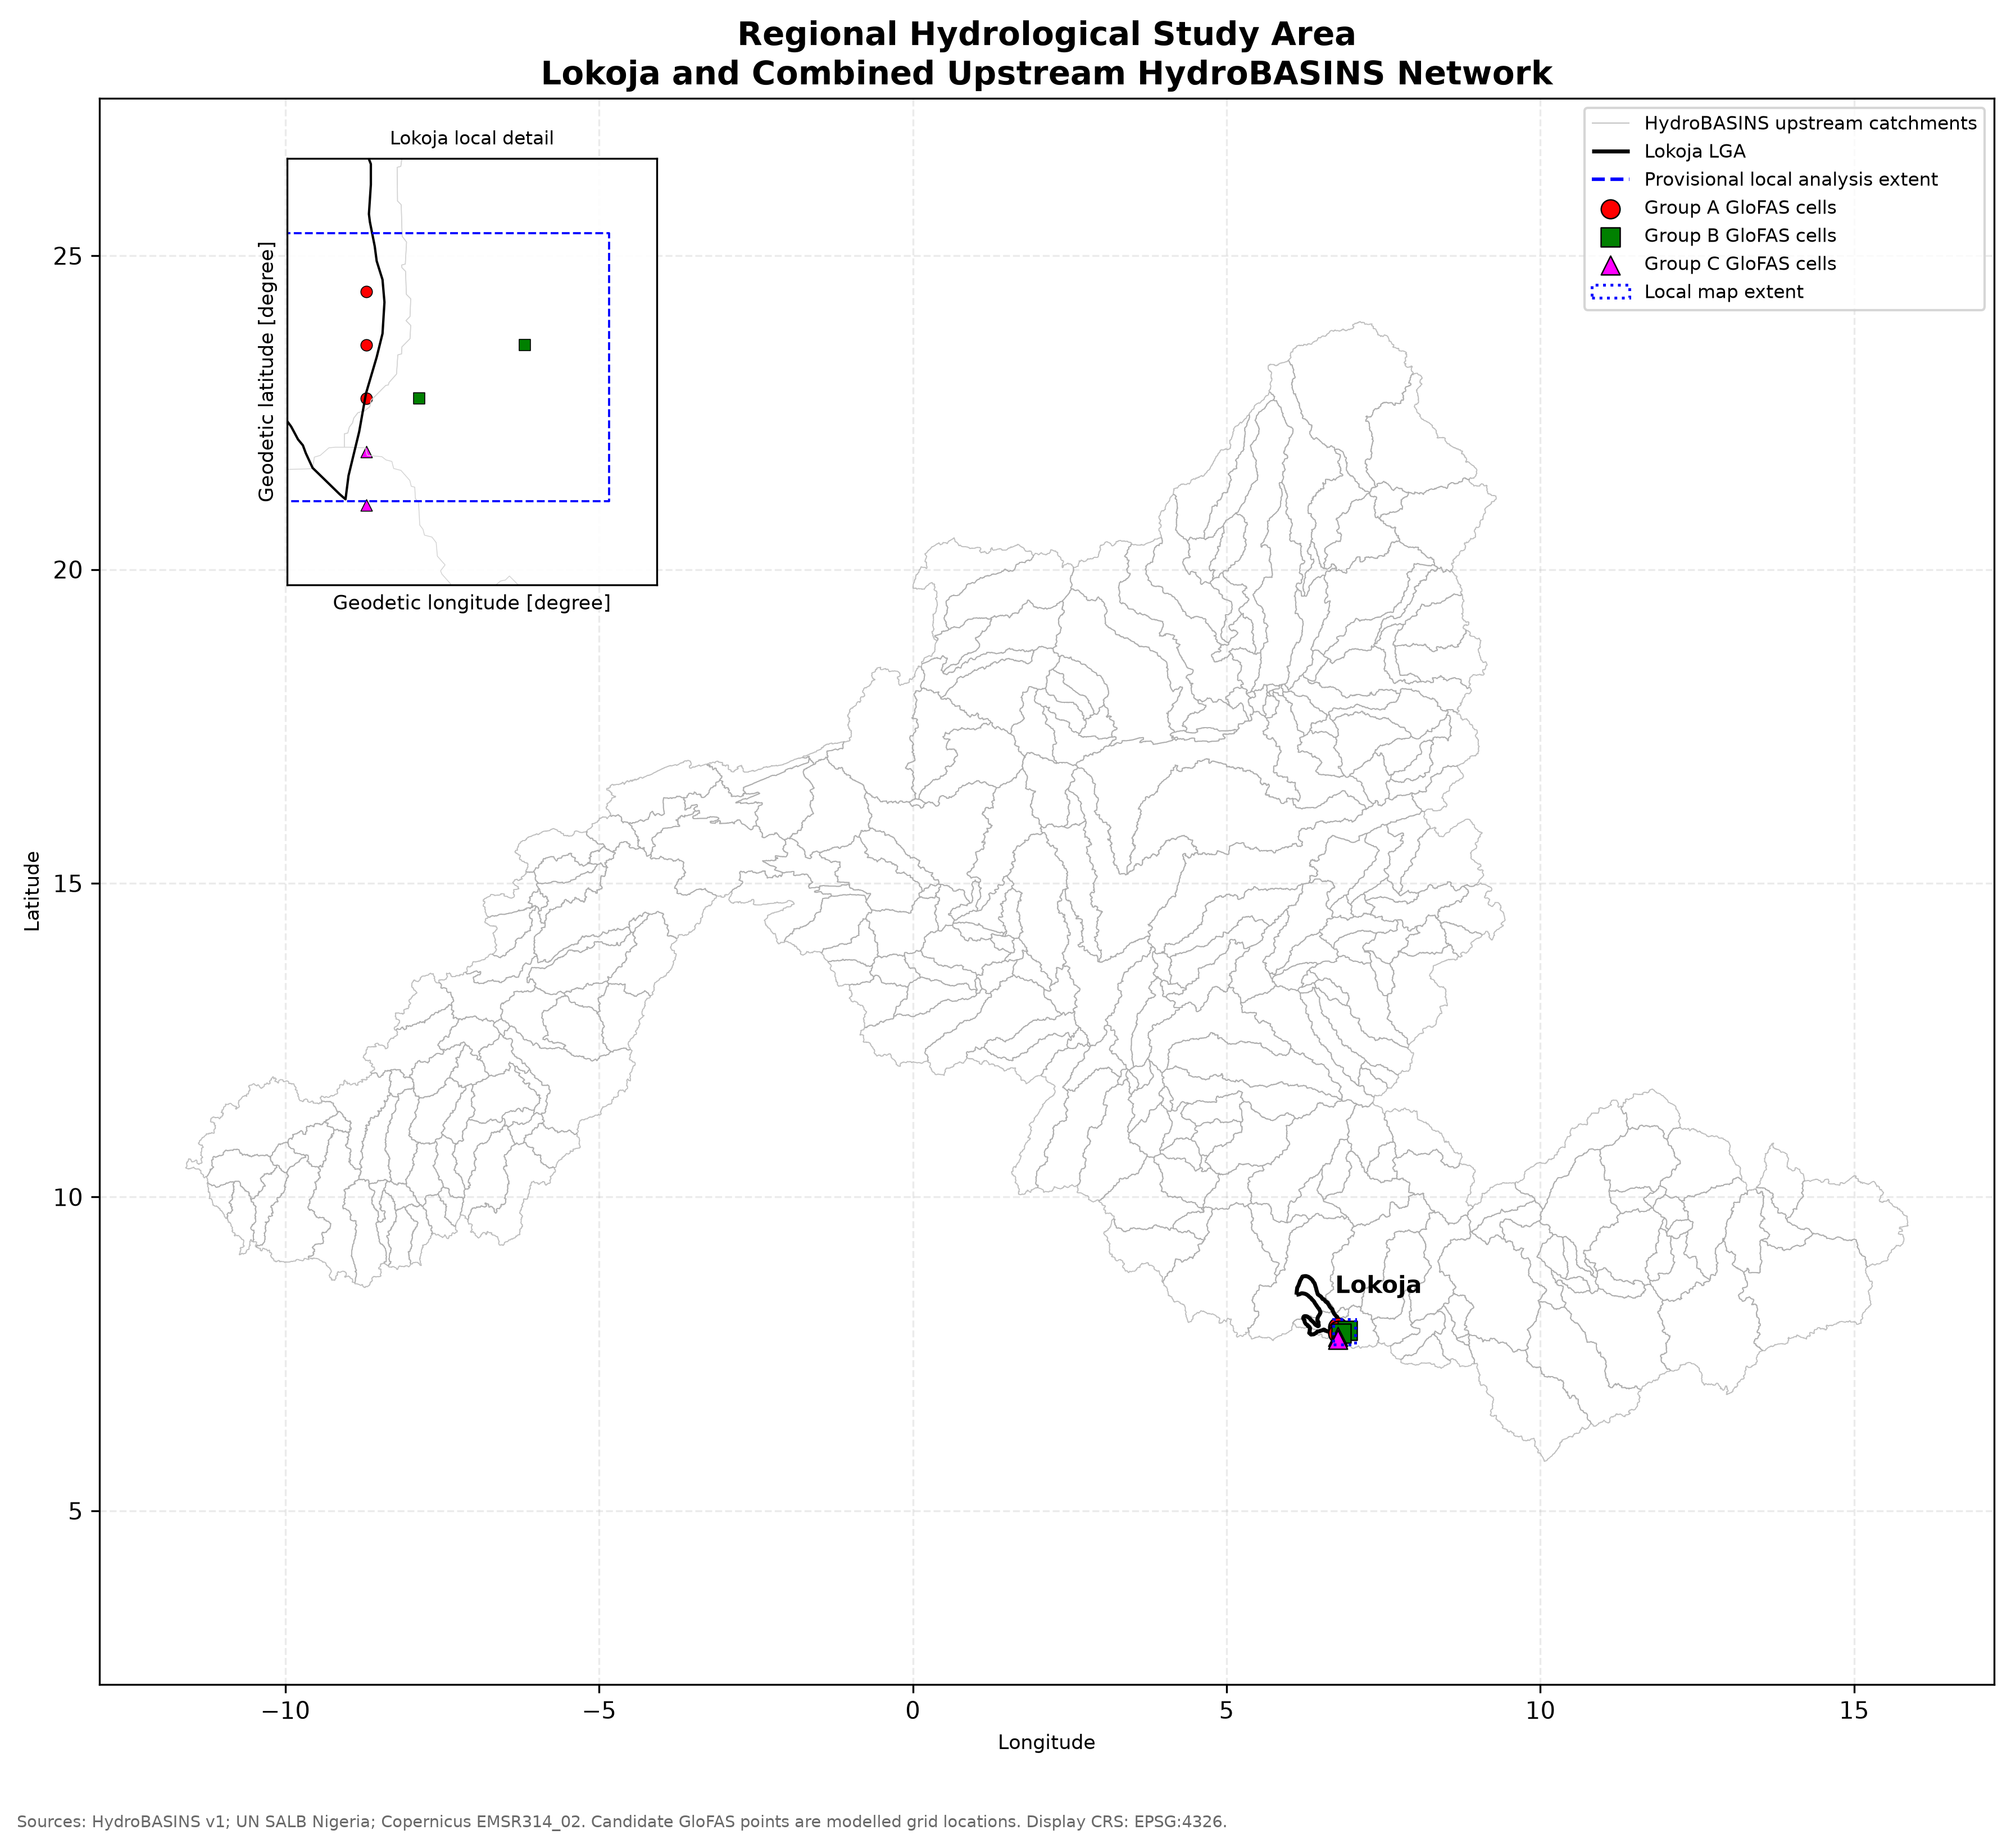 Regional Hydrological Study Area
Lokoja and Combined Upstream HydroBASINS Network
Lokoja local detail
Geodetic latitude [degree]
Geodetic longitude [degree]
HydroBASINS upstream catchments
Lokoja LGA
Provisional local analysis extent
Group A GloFAS cells
Group B GloFAS cells
Group C GloFAS cells
Local map extent
25
20
15
10
5
Latitude
Lokoja
−10
−5
0
5
10
15
Longitude
Sources: HydroBASINS v1; UN SALB Nigeria; Copernicus EMSR314_02. Candidate GloFAS points are modelled grid locations. Display CRS: EPSG:4326.